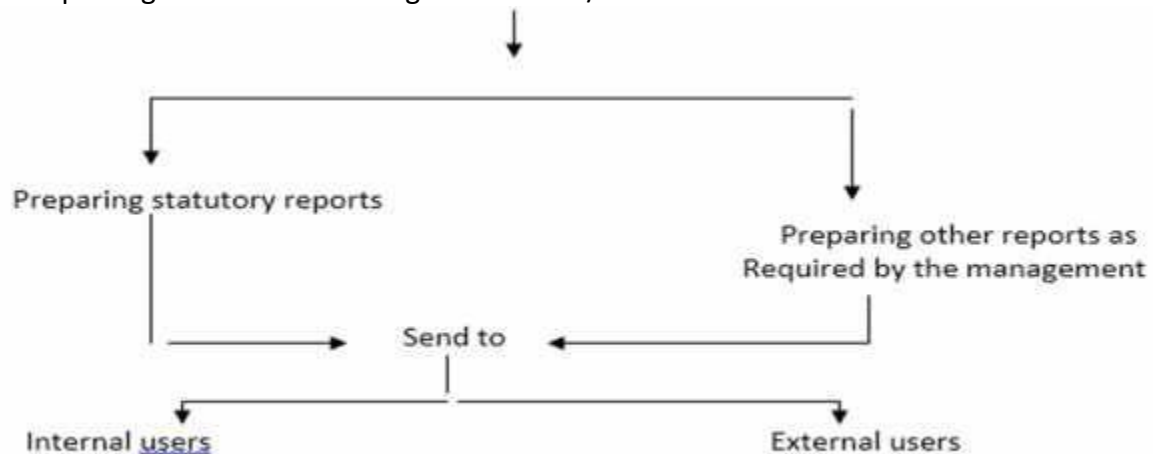 Preparing statutory reports
Preparing other reports as
Required by the management
Send to
Internal users
External users